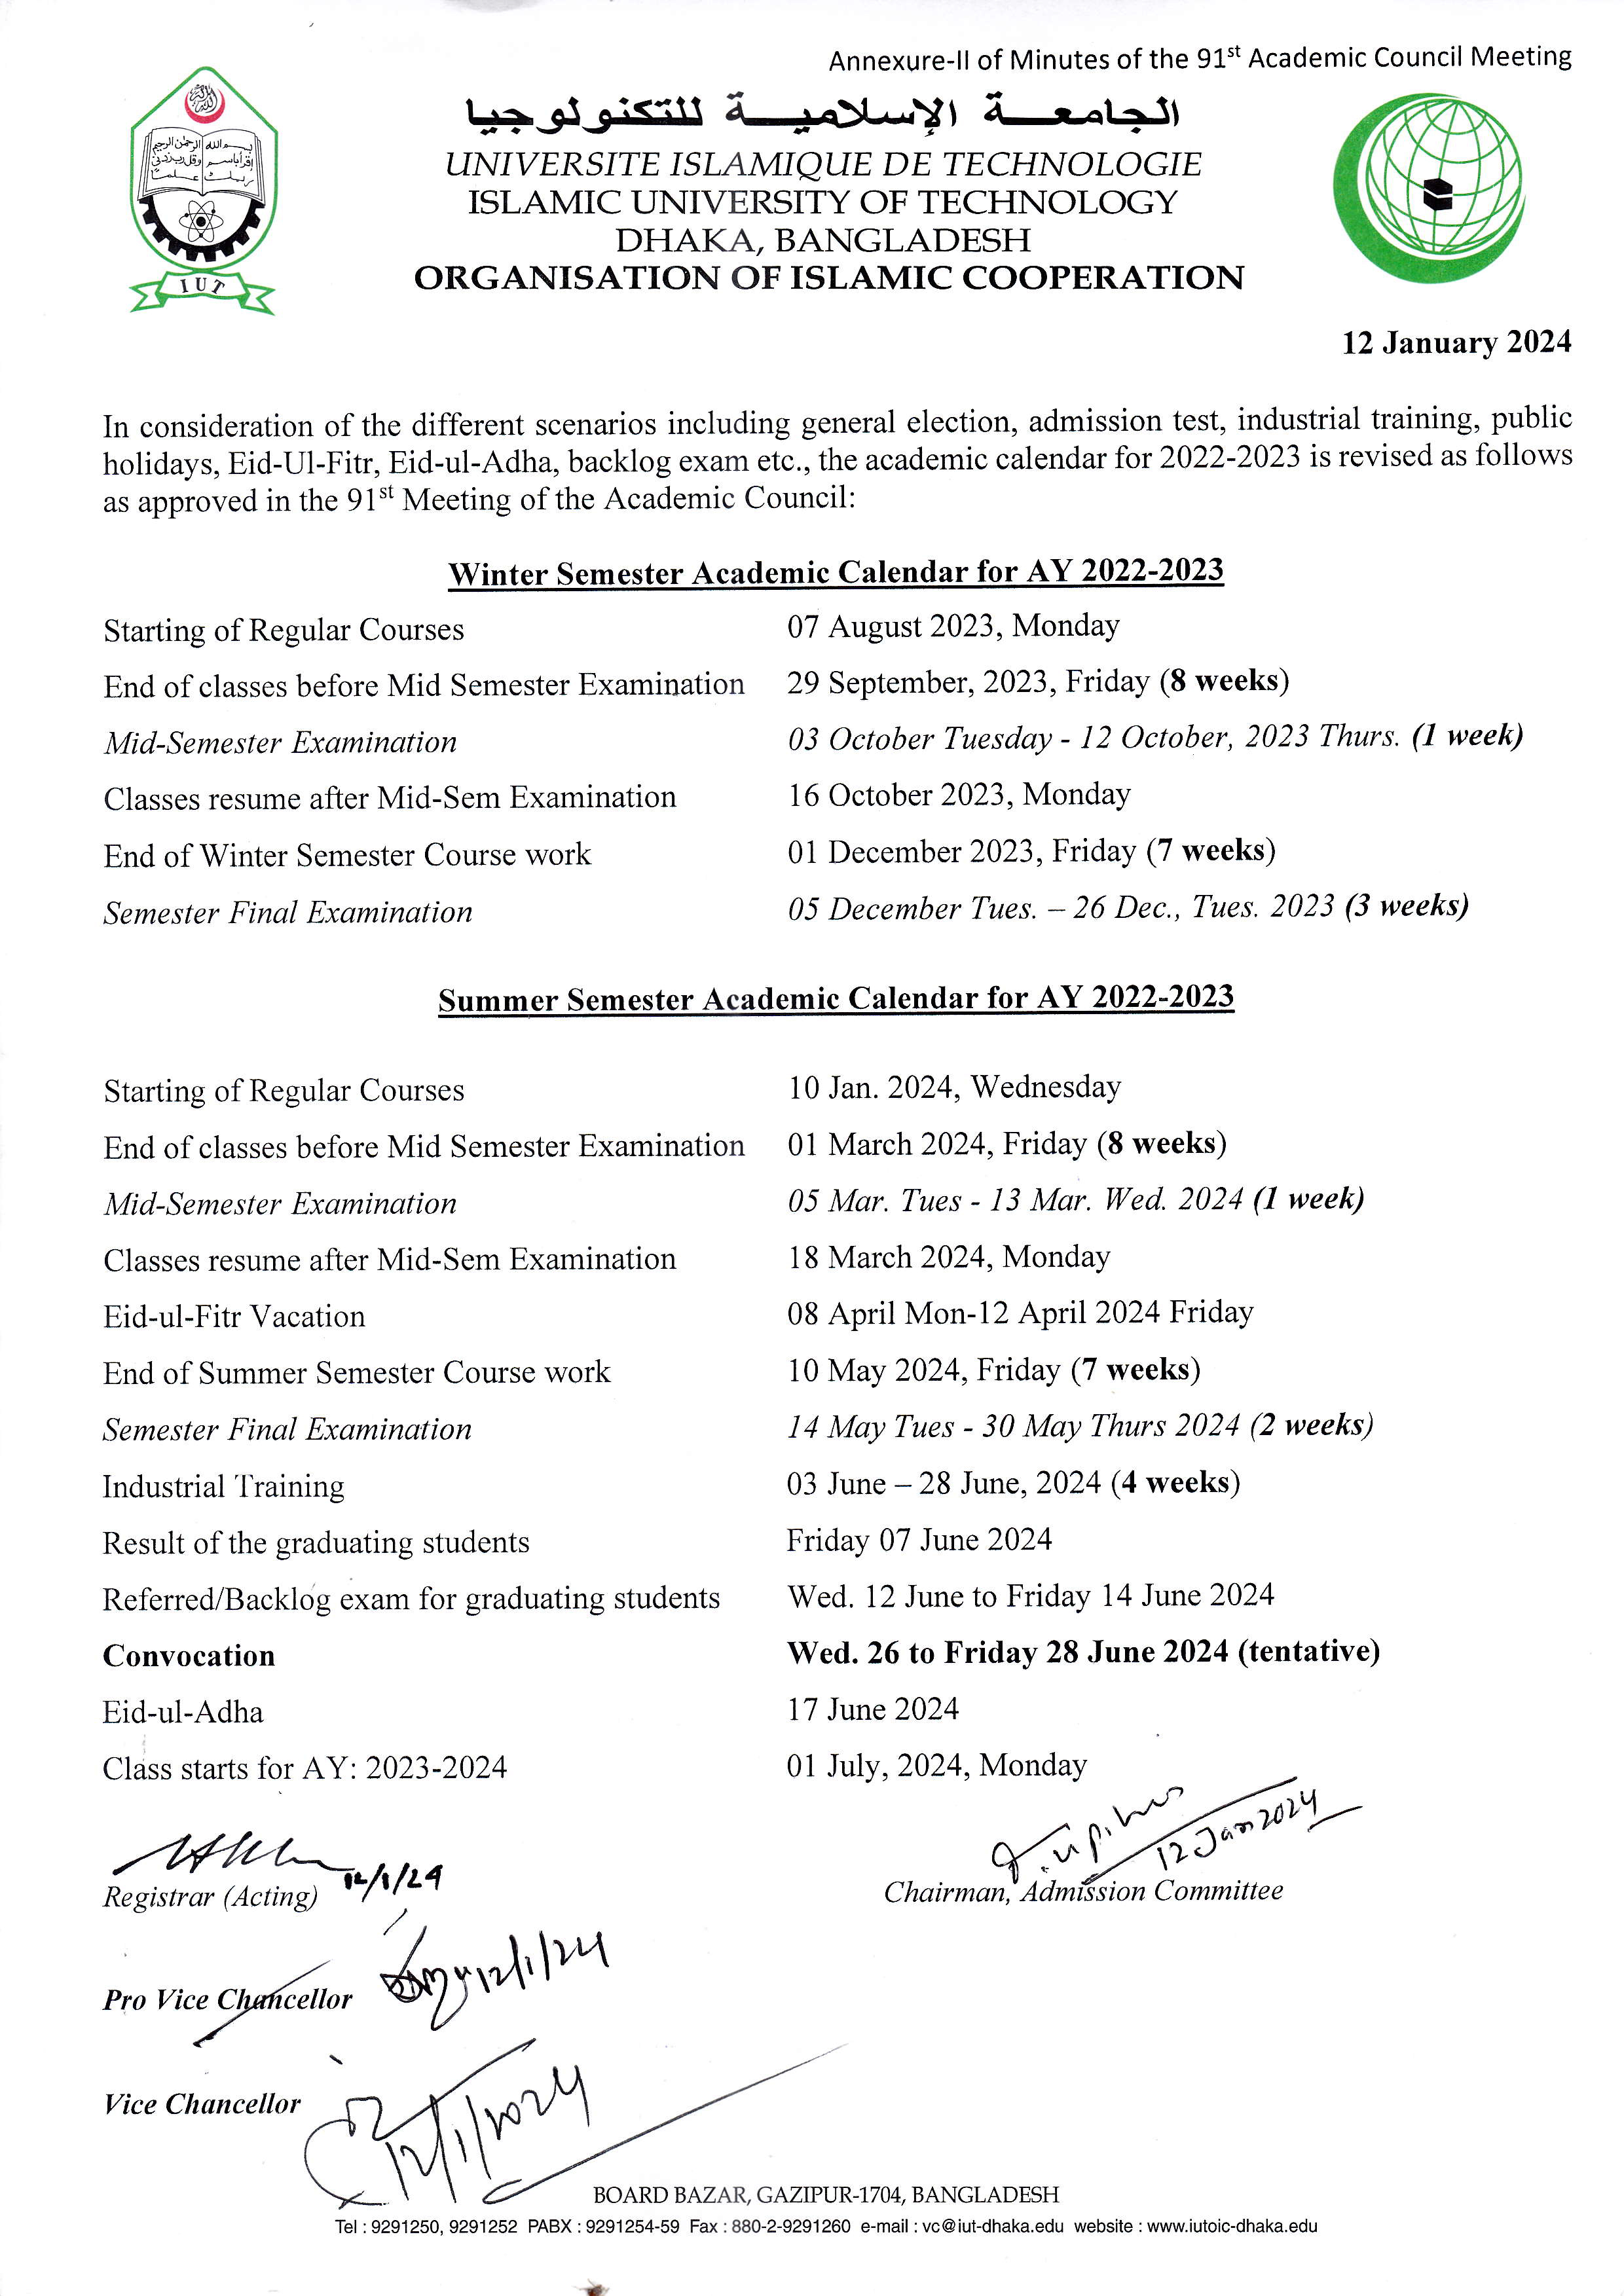 Annexure-II of Minutes of the 91st Academic Council Meeting
الجامعة الإسلامية للتكنولوجيا
UNIVERSITE ISLAMIQUE DE TECHNOLOGIE
ISLAMIC UNIVERSITY OF TECHNOLOGY
DHAKA, BANGLADESH
ORGANISATION OF ISLAMIC COOPERATION
IUT
12 January 2024
In consideration of the different scenarios including general election, admission test, industrial training, public
holidays, Eid-Ul-Fitr, Eid-ul-Adha, backlog exam etc., the academic calendar for 2022-2023 is revised as follows
as approved in the 91st Meeting of the Academic Council:
Winter Semester Academic Calendar for AY 2022-2023
Starting of Regular Courses 07 August 2023, Monday
End of classes before Mid Semester Examination 29 September, 2023, Friday (8 weeks)
Mid-Semester Examination 03 October Tuesday - 12 October, 2023 Thurs. (1 week)
Classes resume after Mid-Sem Examination 16 October 2023, Monday
End of Winter Semester Course work 01 December 2023, Friday (7 weeks)
Semester Final Examination 05 December Tues. – 26 Dec., Tues. 2023 (3 weeks)
Summer Semester Academic Calendar for AY 2022-2023
Starting of Regular Courses 10 Jan. 2024, Wednesday
End of classes before Mid Semester Examination 01 March 2024, Friday (8 weeks)
Mid-Semester Examination 05 Mar. Tues - 13 Mar. Wed. 2024 (1 week)
Classes resume after Mid-Sem Examination 18 March 2024, Monday
Eid-ul-Fitr Vacation 08 April Mon-12 April 2024 Friday
End of Summer Semester Course work 10 May 2024, Friday (7 weeks)
Semester Final Examination 14 May Tues - 30 May Thurs 2024 (2 weeks)
Industrial Training 03 June – 28 June, 2024 (4 weeks)
Result of the graduating students Friday 07 June 2024
Referred/Backlog exam for graduating students Wed. 12 June to Friday 14 June 2024
Convocation Wed. 26 to Friday 28 June 2024 (tentative)
Eid-ul-Adha 17 June 2024
Class starts for AY: 2023-2024 01 July, 2024, Monday
12/1/24
12 Jan 2024
Registrar (Acting) Chairman, Admission Committee
Pro Vice Chancellor 12/1/24
Vice Chancellor 12/1/2024
BOARD BAZAR, GAZIPUR-1704, BANGLADESH
Tel : 9291250, 9291252 PABX : 9291254-59 Fax : 880-2-9291260 e-mail : vc@iut-dhaka.edu website : www.iutoic-dhaka.edu